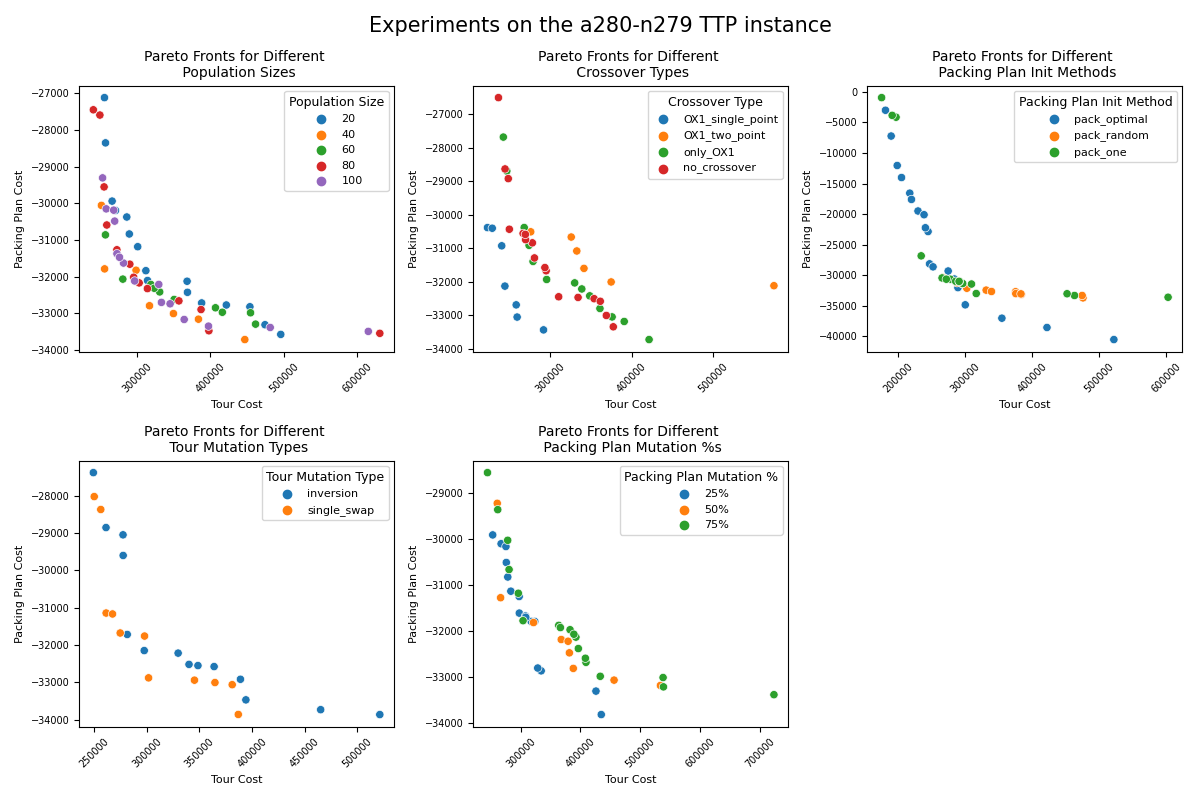 Experiments on the a280-n279 TTP instance
Pareto Fronts for Different
Population Sizes
Population Size
20
40
60
80
100
−27000
−28000
−29000
−30000
−31000
−32000
−33000
−34000
Packing Plan Cost
300000
400000
500000
600000
Tour Cost
Pareto Fronts for Different
Crossover Types
Crossover Type
OX1_single_point
OX1_two_point
only_OX1
no_crossover
−27000
−28000
−29000
−30000
−31000
−32000
−33000
−34000
Packing Plan Cost
300000
400000
500000
Tour Cost
Pareto Fronts for Different
Packing Plan Init Methods
Packing Plan Init Method
pack_optimal
pack_random
pack_one
0
−5000
−10000
−15000
−20000
−25000
−30000
−35000
−40000
Packing Plan Cost
200000
300000
400000
500000
600000
Tour Cost
Pareto Fronts for Different
Tour Mutation Types
Tour Mutation Type
inversion
single_swap
−28000
−29000
−30000
−31000
−32000
−33000
−34000
Packing Plan Cost
250000
300000
350000
400000
450000
500000
Tour Cost
Pareto Fronts for Different
Packing Plan Mutation %s
Packing Plan Mutation %
25%
50%
75%
−29000
−30000
−31000
−32000
−33000
−34000
Packing Plan Cost
300000
400000
500000
600000
700000
Tour Cost